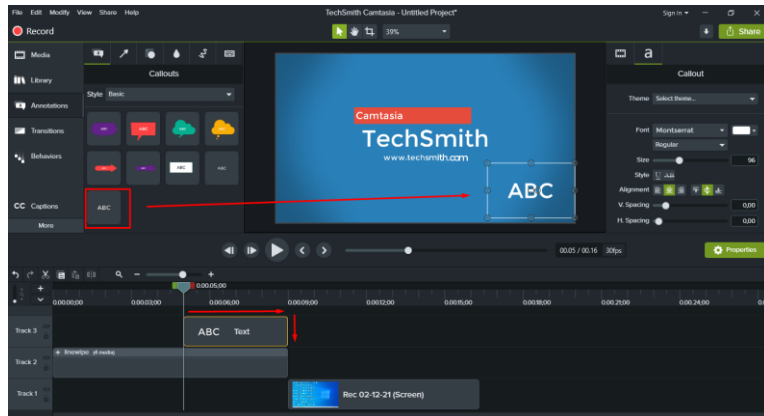 File Edit Modify View Share Help TechSmith Camtasia - Untitled Project* Sign In
Record 39% Share
Media
Library
Annotations
Transitions
Behaviors
CC Captions
More
Callouts
Style Basic
ABC
ABC
ABC
ABC
Camtasia
TechSmith
www.techsmith.com
ABC
a
Callout
Theme Select theme...
Font Montserrat
Regular
Size 96
Style
Alignment
V. Spacing 0,00
H. Spacing 0,00
00.05 / 00.16 30fps Properties
0.00.05;00
0.00.00;00 0.00.03;00 0.00.06;00 0.00.09;00 0.00.12;00 0.00.15;00 0.00.18;00 0.00.21;00 0.00.24;00
Track 3 ABC Text
Track 2
Track 1 Rec 02-12-21 (Screen)